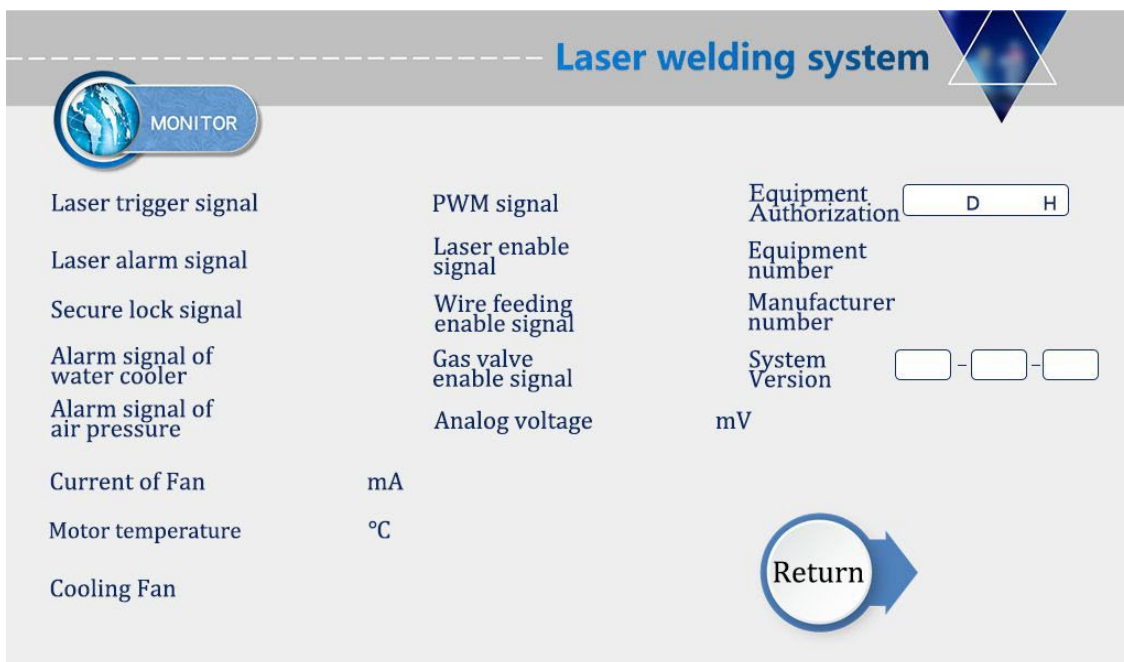 Laser welding system
MONITOR
Laser trigger signal
Laser alarm signal
Secure lock signal
Alarm signal of
water cooler
Alarm signal of
air pressure
Current of Fan mA
Motor temperature °C
Cooling Fan
PWM signal
Laser enable
signal
Wire feeding
enable signal
Gas valve
enable signal
Analog voltage mV
Equipment
Authorization D H
Equipment
number
Manufacturer
number
System
Version - -
Return